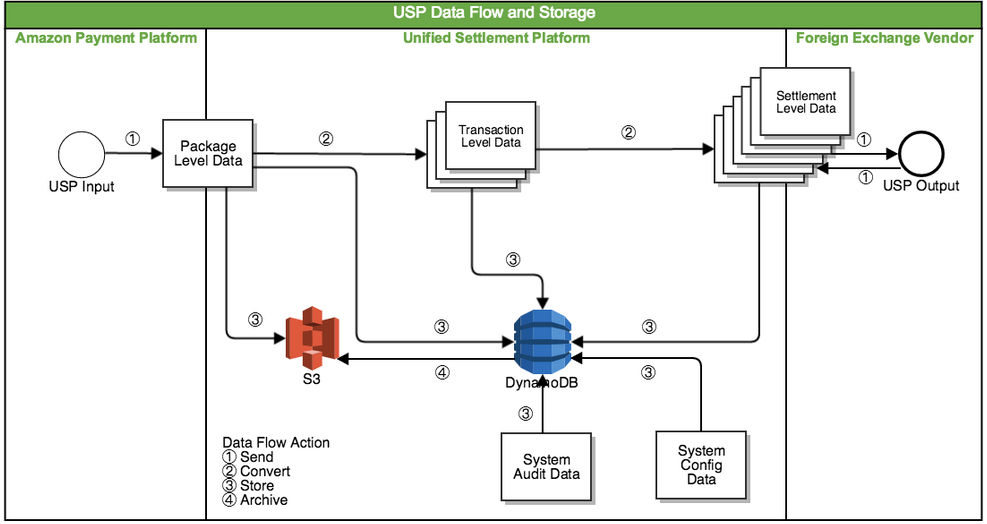 USP Data Flow and Storage
Amazon Payment Platform
Unified Settlement Platform
Foreign Exchange Vendor
USP Input
①
Package
Level Data
②
Transaction
Level Data
②
Settlement
Level Data
①
①
USP Output
③
③
③
③
S3
④
DynamoDB
③
③
System
Audit Data
System
Config
Data
Data Flow Action
① Send
② Convert
③ Store
④ Archive